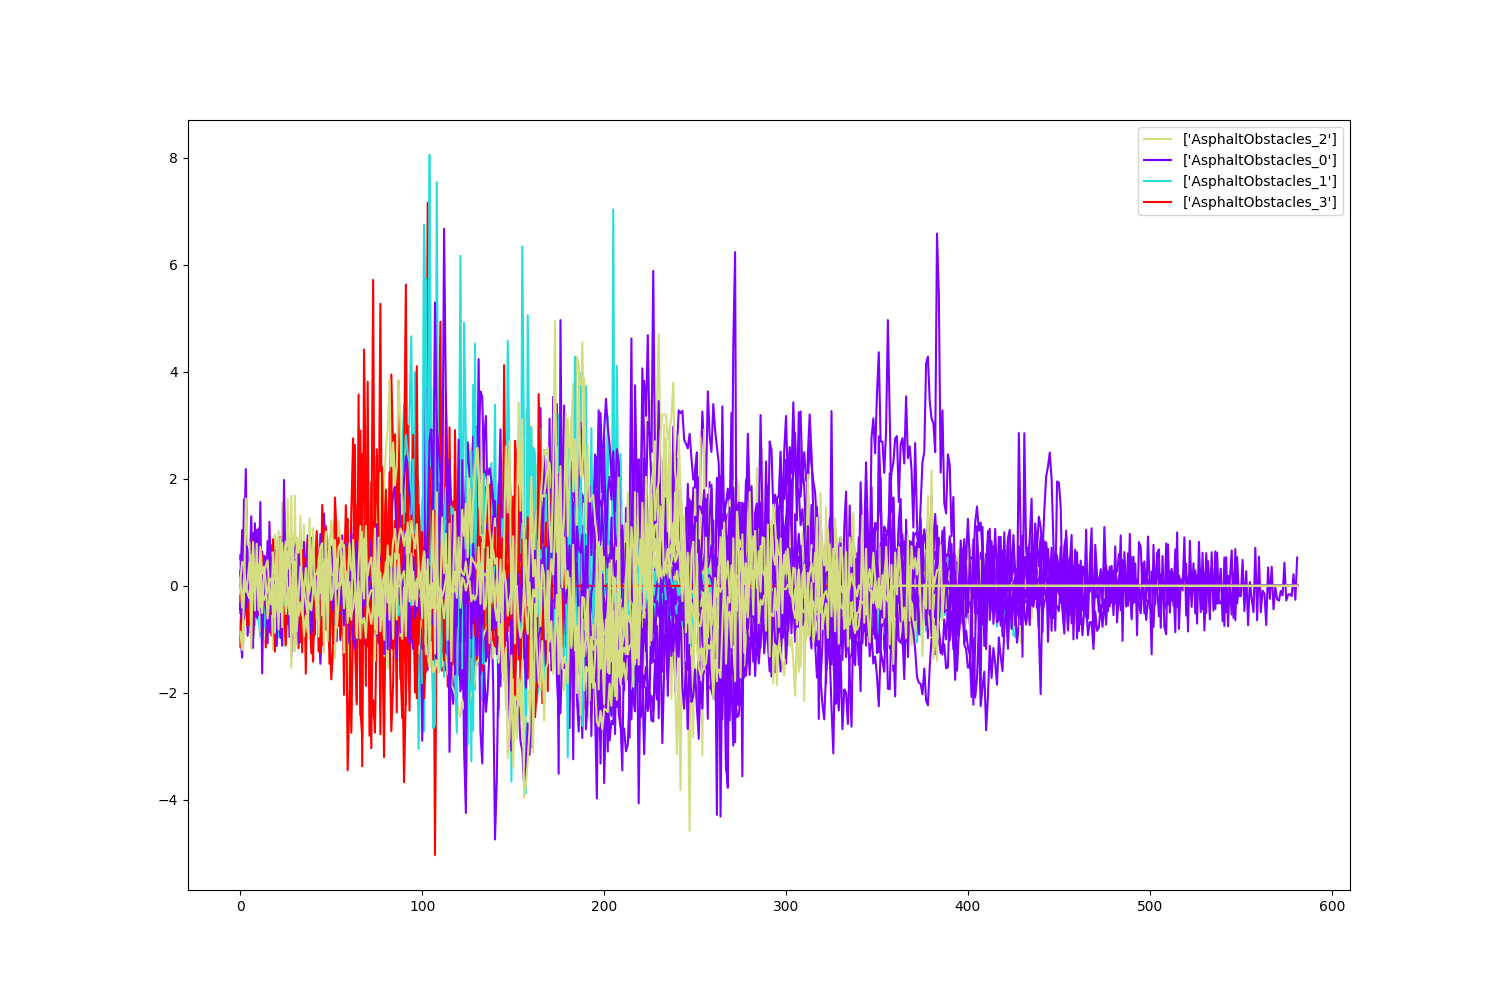 ['AsphaltObstacles_2']
['AsphaltObstacles_0']
['AsphaltObstacles_1']
['AsphaltObstacles_3']
8
6
4
2
0
−2
−4
0 100 200 300 400 500 600